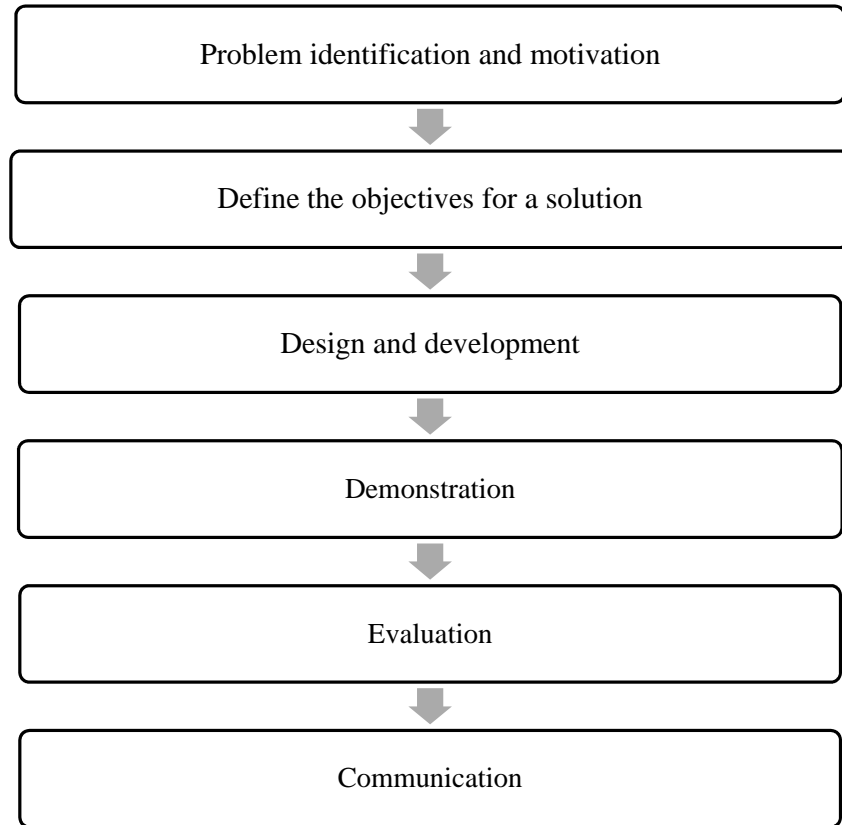 Problem identification and motivation
Define the objectives for a solution
Design and development
Demonstration
Evaluation
Communication